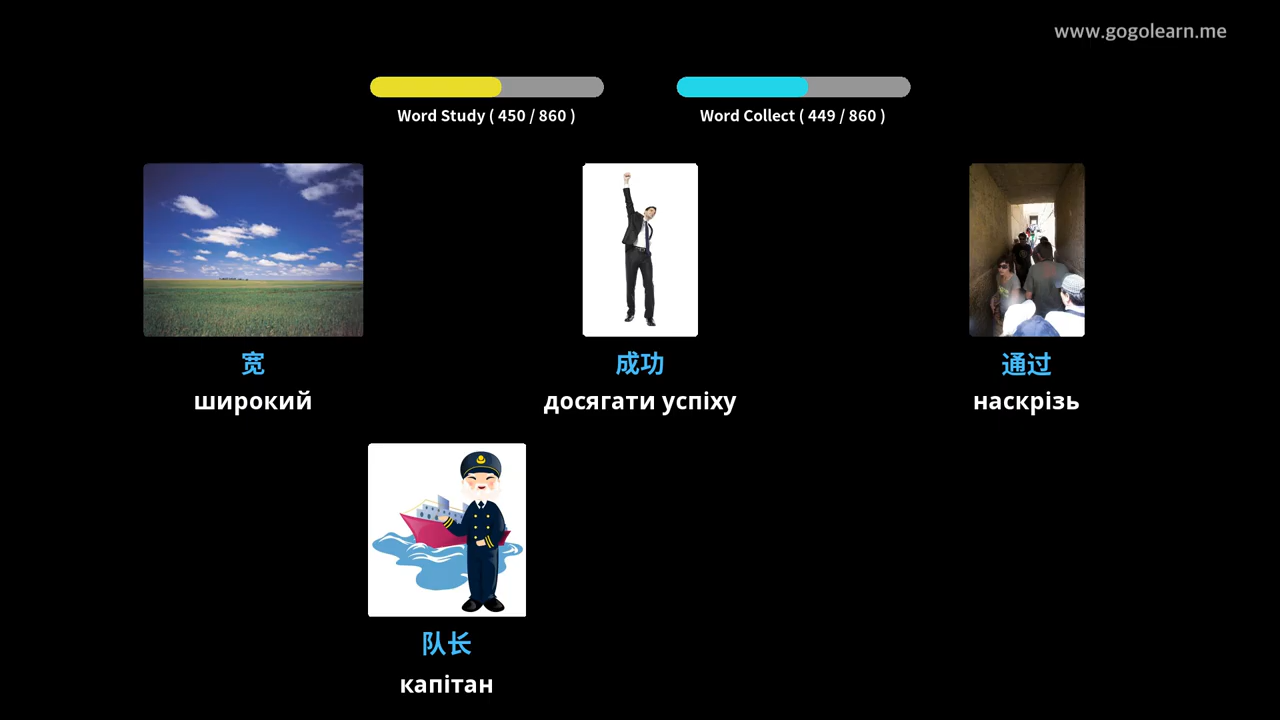 www.gogolearn.me
Word Study ( 450 / 860 )
Word Collect ( 449 / 860 )
宽
широкий
成功
досягати успіху
通过
наскрізь
队长
капітан